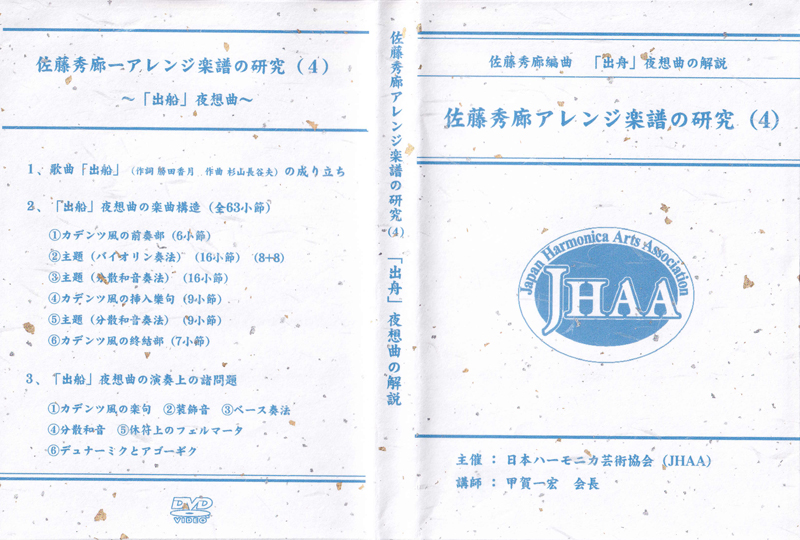 佐藤秀廊ーアレンジ楽譜の研究（4）
～「出船」夜想曲～
1、歌曲「出船」（作詞 勝田香月　作曲 杉山長谷夫）の成り立ち
2、「出船」夜想曲の楽曲構造（全63小節）
①カデンツ風の前奏部（6小節）
②主題（バイオリン奏法）（16小節）（8+8）
③主題（分散和音奏法）（16小節）
④カデンツ風の挿入樂句（9小節）
⑤主題（分散和音奏法）（9小節）
⑥カデンツ風の終結部（7小節）
3、「出船」夜想曲の演奏上の諸問題
①カデンツ風の楽句　②装飾音　③ベース奏法
④分散和音　⑤休符上のフェルマータ
⑥デュナーミクとアゴーギク
DVD
VIDEO
佐藤秀廊アレンジ楽譜の研究(4)「出舟」夜想曲の解説
佐藤秀廊編曲　「出舟」夜想曲の解説
佐藤秀廊アレンジ楽譜の研究（4）
Japan Harmonica Arts Association
JHAA
主催：日本ハーモニカ芸術協会（JHAA）
講師：甲賀一宏　会長